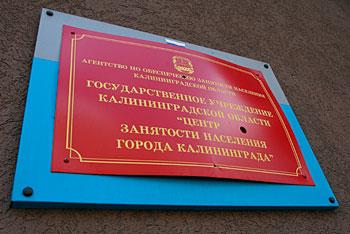 АГЕНТСТВО ПО ОБЕСПЕЧЕНИЮ ЗАНЯТОСТИ НАСЕЛЕНИЯ
КАЛИНИНГРАДСКОЙ ОБЛАСТИ
ГОСУДАРСТВЕННОЕ УЧРЕЖДЕНИЕ
КАЛИНИНГРАДСКОЙ ОБЛАСТИ
"ЦЕНТР
ЗАНЯТОСТИ НАСЕЛЕНИЯ
ГОРОДА КАЛИНИНГРАДА"